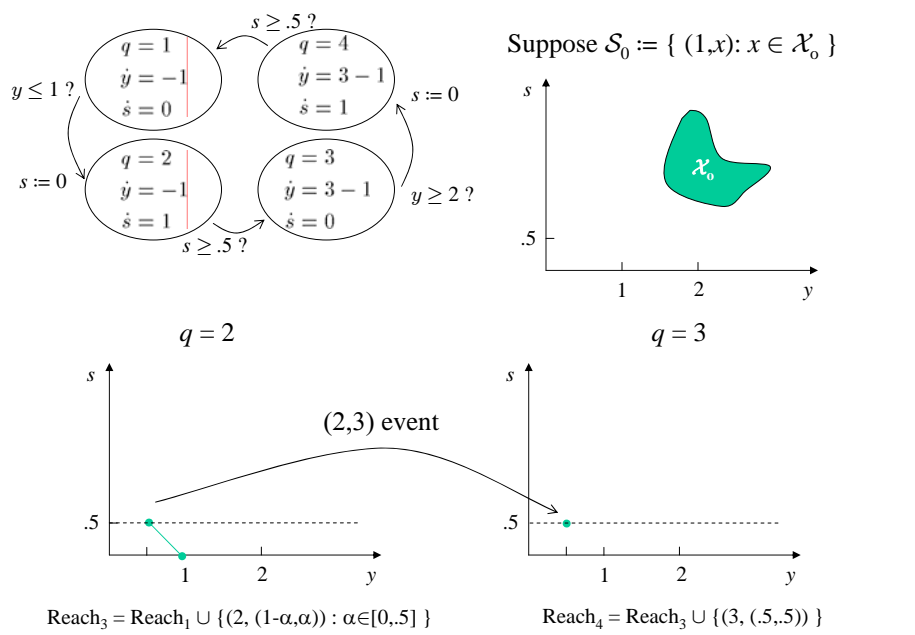 s ≥ .5 ?
q = 1
ẏ = −1
ṡ = 0
q = 4
ẏ = 3 − 1
ṡ = 1
y ≤ 1 ?
s := 0
s := 0
q = 2
ẏ = −1
ṡ = 1
q = 3
ẏ = 3 − 1
ṡ = 0
y ≥ 2 ?
s ≥ .5 ?
Suppose 𝒮₀ := { (1,x): x ∈ 𝒳₀ }
s
𝒳₀
.5
1
2
y
q = 2
q = 3
s
(2,3) event
.5
1
2
y
s
.5
1
2
y
Reach₃ = Reach₁ ∪ {(2, (1-α,α)) : α∈[0,.5] }
Reach₄ = Reach₃ ∪ {(3, (.5,.5)) }